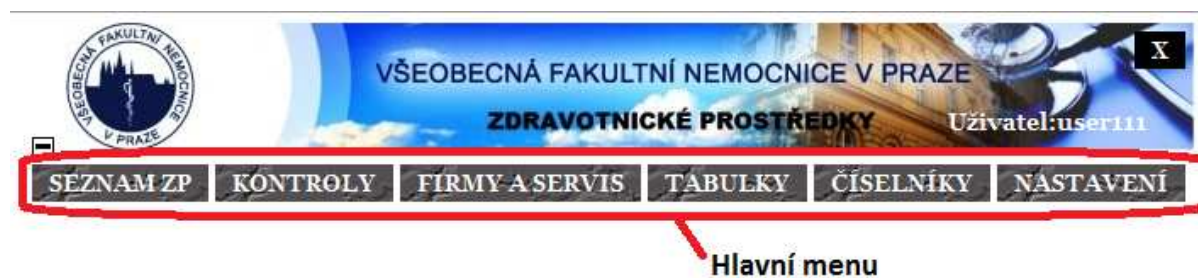 VŠEOBECNÁ FAKULTNÍ NEMOCNICE
V PRAZE
VŠEOBECNÁ FAKULTNÍ NEMOCNICE V PRAZE
X
ZDRAVOTNICKÉ PROSTŘEDKY
Uživatel:user111
SEZNAM ZP KONTROLY FIRMY A SERVIS TABULKY ČÍSELNÍKY NASTAVENÍ
Hlavní menu